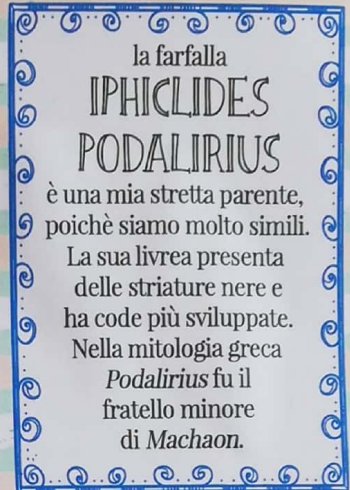 la farfalla
IPHICLIDES
PODALIRIUS
è una mia stretta parente,
poichè siamo molto simili.
La sua livrea presenta
delle striature nere e
ha code più sviluppate.
Nella mitologia greca
Podalirius fu il
fratello minore
di Machaon.